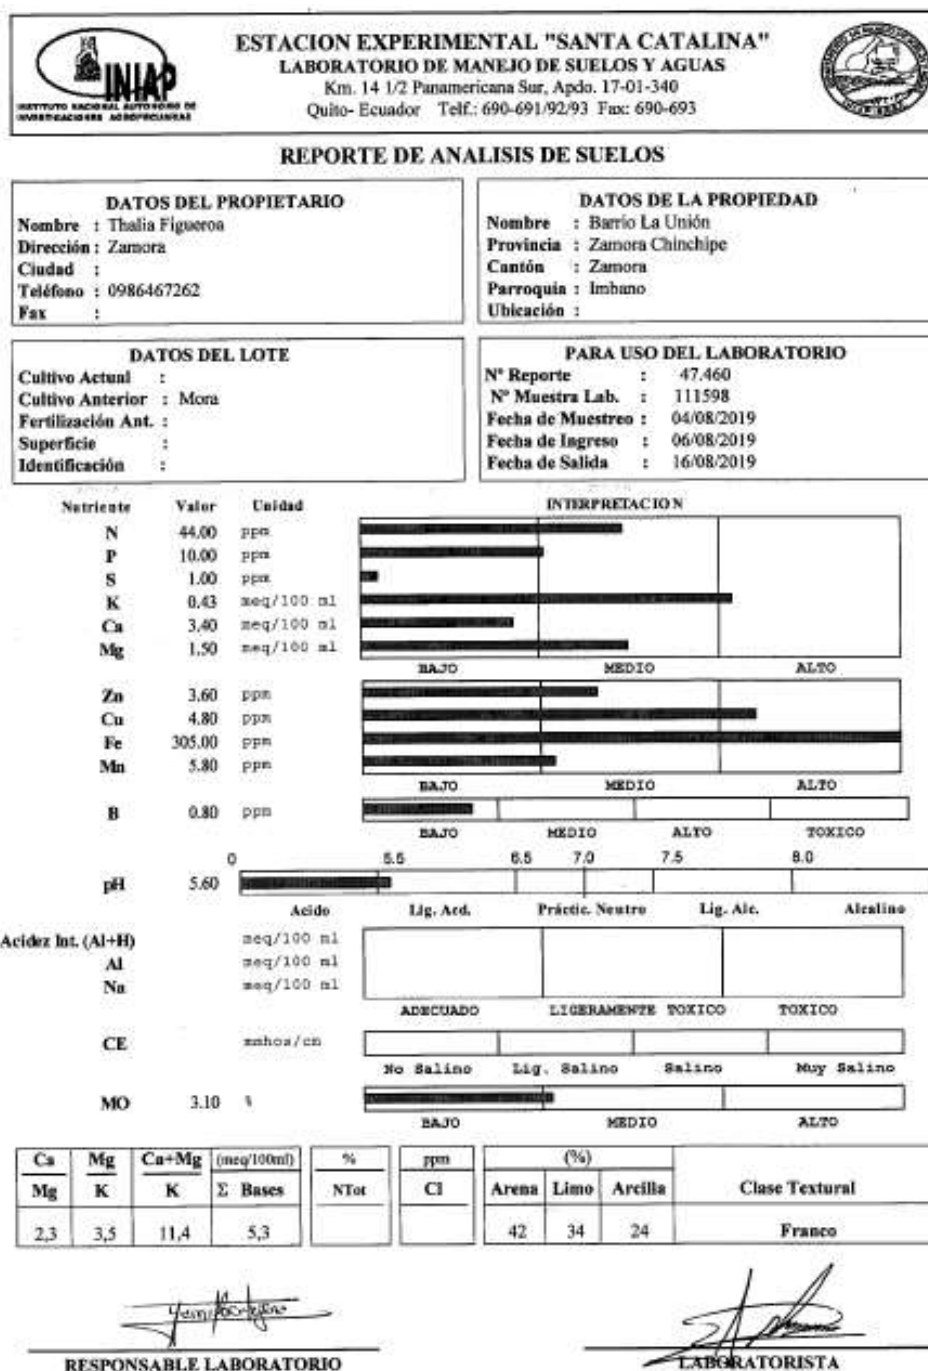 INIAP
INSTITUTO NACIONAL AUTONOMO DE
INVESTIGACIONES AGROPECUARIAS
ESTACION EXPERIMENTAL "SANTA CATALINA"
LABORATORIO DE MANEJO DE SUELOS Y AGUAS
Km. 14 1/2 Panamericana Sur, Apdo. 17-01-340
Quito- Ecuador Telf.: 690-691/92/93 Fax: 690-693
REPORTE DE ANALISIS DE SUELOS
DATOS DEL PROPIETARIO
Nombre : Thalia Figueroa
Dirección : Zamora
Ciudad :
Teléfono : 0986467262
Fax :
DATOS DE LA PROPIEDAD
Nombre : Barrio La Unión
Provincia : Zamora Chinchipe
Cantón : Zamora
Parroquia : Imbano
Ubicación :
DATOS DEL LOTE
Cultivo Actual :
Cultivo Anterior : Mora
Fertilización Ant. :
Superficie :
Identificación :
PARA USO DEL LABORATORIO
Nº Reporte : 47.460
Nº Muestra Lab. : 111598
Fecha de Muestreo : 04/08/2019
Fecha de Ingreso : 06/08/2019
Fecha de Salida : 16/08/2019
Nutriente Valor Unidad INTERPRETACION
N 44.00 ppm
P 10.00 ppm
S 1.00 ppm
K 0.43 meq/100 ml
Ca 3.40 meq/100 ml
Mg 1.50 meq/100 ml
BAJO MEDIO ALTO
Zn 3.60 ppm
Cu 4.80 ppm
Fe 305.00 ppm
Mn 5.80 ppm
BAJO MEDIO ALTO
B 0.80 ppm
BAJO MEDIO ALTO TOXICO
0 5.5 6.5 7.0 7.5 8.0
pH 5.60
Acido Lig. Acd. Práctic. Neutro Lig. Alc. Alcalino
Acidez Int. (Al+H) meq/100 ml
Al meq/100 ml
Na meq/100 ml
ADECUADO LIGERAMENTE TOXICO TOXICO
CE mmhos/cm
No Salino Lig. Salino Salino Muy Salino
MO 3.10 %
BAJO MEDIO ALTO
Ca Mg Ca+Mg (meq/100ml) % ppm (%)
Mg K K Σ Bases NTot Cl Arena Limo Arcilla Clase Textural
2,3 3,5 11,4 5,3 42 34 24 Franco
RESPONSABLE LABORATORIO
LABORATORISTA